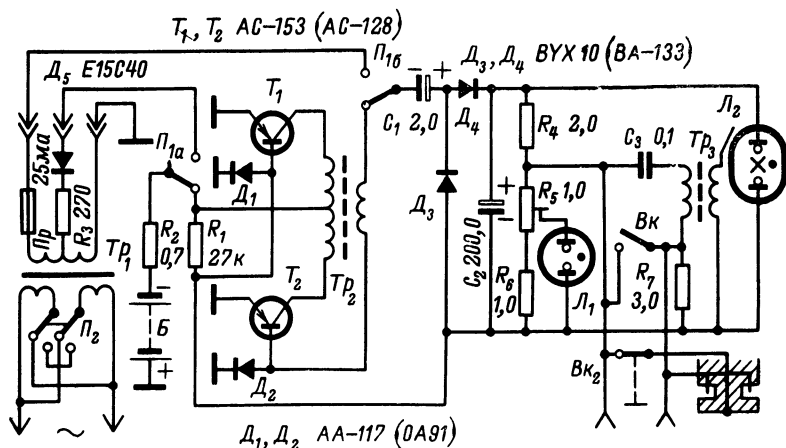 Т₁, Т₂ АС-153 (АС-128)
Д₅ Е15С40
Т₁
П₁б
- +
Д₃, Д₄ BYX 10 (ВА-133)
С₁ 2,0
Д₄
R₄ 2,0
С₃ 0,1
Тр₃
Л₂
25ма
Пр
R₃ 270
П₁а
Д₁
Д₃
+
-
С₂ 200,0
R₅ 1,0
Вк
Тр₁
R₂ 0,7
R₁ 27к
Т₂
Тр₂
R₆ 1,0
Л₁
R₇ 3,0
П₂
-
Б
+
Д₂
Вк₂
~
Д₁, Д₂ АА-117 (ОА91)